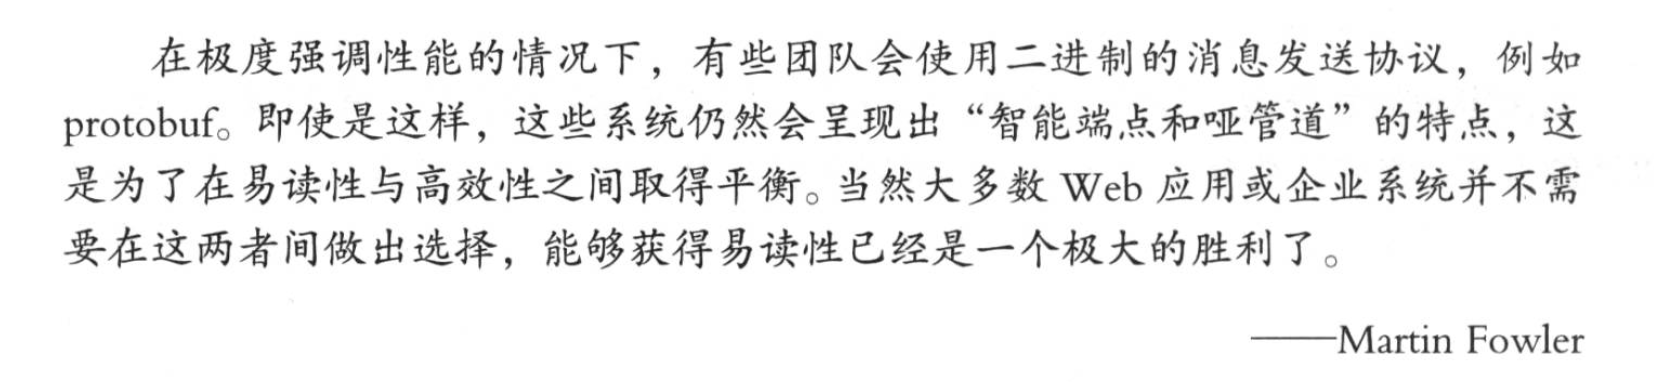 在极度强调性能的情况下，有些团队会使用二进制的消息发送协议，例如
protobuf。即使是这样，这些系统仍然会呈现出“智能端点和哑管道”的特点，这
是为了在易读性与高效性之间取得平衡。当然大多数 Web 应用或企业系统并不需
要在这两者间做出选择，能够获得易读性已经是一个极大的胜利了。
——Martin Fowler